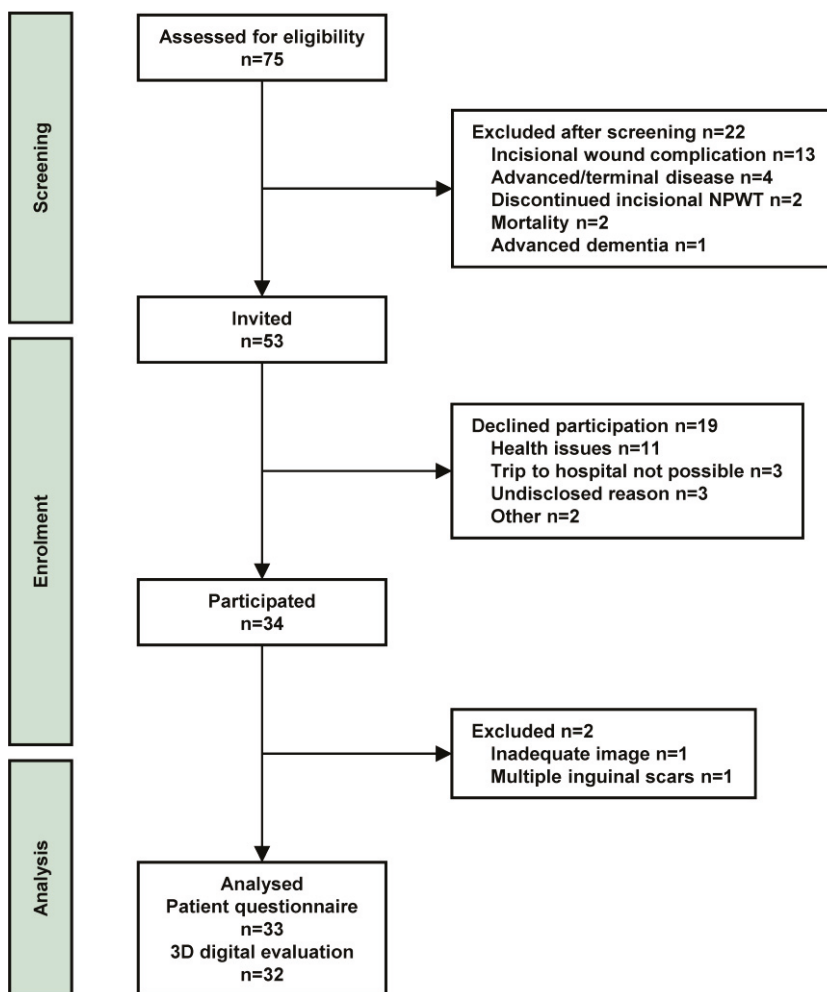 Screening
Assessed for eligibility
n=75
Excluded after screening n=22
Incisional wound complication n=13
Advanced/terminal disease n=4
Discontinued incisional NPWT n=2
Mortality n=2
Advanced dementia n=1
Invited
n=53
Enrolment
Declined participation n=19
Health issues n=11
Trip to hospital not possible n=3
Undisclosed reason n=3
Other n=2
Participated
n=34
Excluded n=2
Inadequate image n=1
Multiple inguinal scars n=1
Analysis
Analysed
Patient questionnaire
n=33
3D digital evaluation
n=32